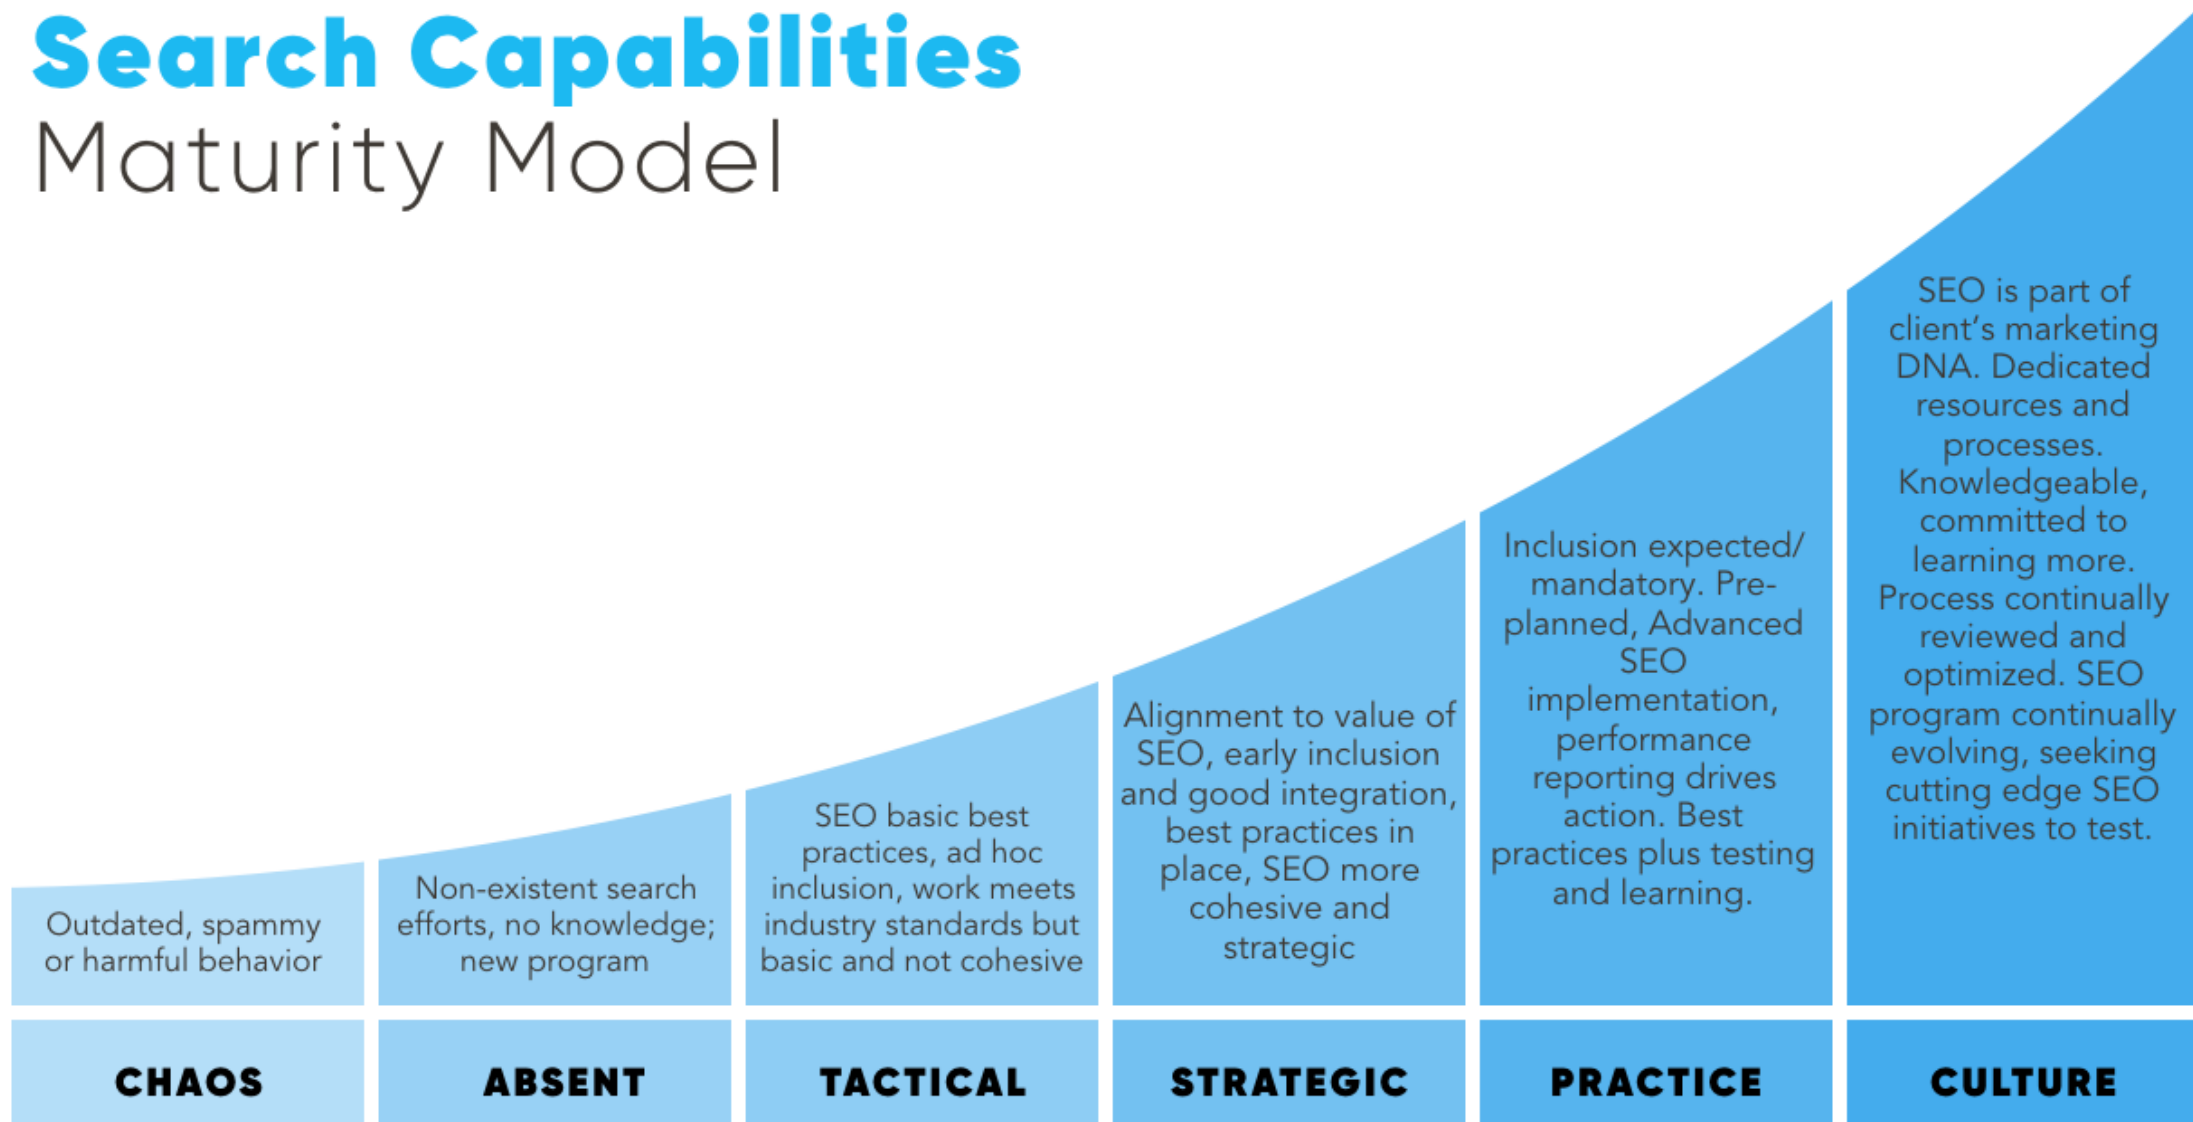 Search Capabilities
Maturity Model
Outdated, spammy
or harmful behavior
CHAOS
Non-existent search
efforts, no knowledge;
new program
ABSENT
SEO basic best
practices, ad hoc
inclusion, work meets
industry standards but
basic and not cohesive
TACTICAL
Alignment to value of
SEO, early inclusion
and good integration,
best practices in
place, SEO more
cohesive and
strategic
STRATEGIC
Inclusion expected/
mandatory. Pre-
planned, Advanced
SEO
implementation,
performance
reporting drives
action. Best
practices plus testing
and learning.
PRACTICE
SEO is part of
client's marketing
DNA. Dedicated
resources and
processes.
Knowledgeable,
committed to
learning more.
Process continually
reviewed and
optimized. SEO
program continually
evolving, seeking
cutting edge SEO
initiatives to test.
CULTURE